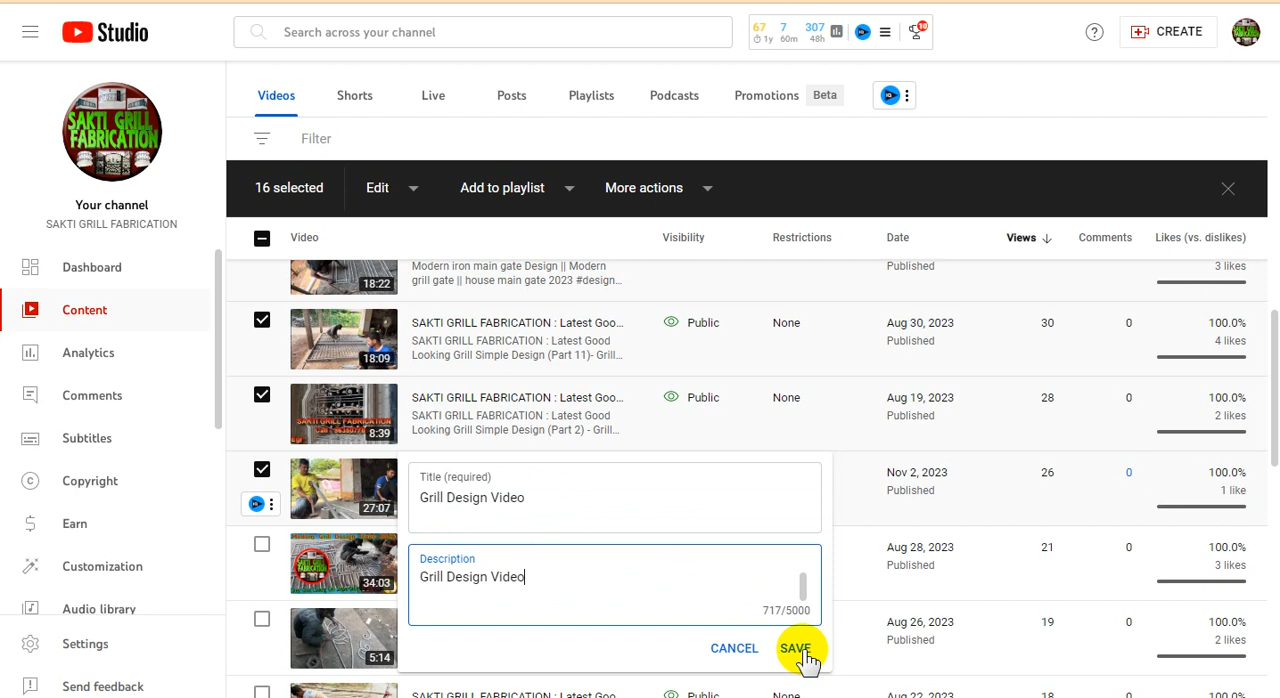 Studio
Search across your channel
67 7 307
1y 60m 48h
10
CREATE
SAKTI GRILL
FABRICATION
Your channel
SAKTI GRILL FABRICATION
Dashboard
Content
Analytics
Comments
Subtitles
Copyright
Earn
Customization
Audio library
Settings
Send feedback
Videos Shorts Live Posts Playlists Podcasts Promotions Beta
Filter
16 selected Edit Add to playlist More actions
Video Visibility Restrictions Date Views Comments Likes (vs. dislikes)
18:22
Modern iron main gate Design || Modern
grill gate || house main gate 2023 #design...
Published 3 likes
18:09
SAKTI GRILL FABRICATION : Latest Goo...
SAKTI GRILL FABRICATION : Latest Good
Looking Grill Simple Design (Part 11)- Gril...
Public None Aug 30, 2023 30 0 100.0%
Published 4 likes
SAKTI GRILL FABRICATION
8:39
SAKTI GRILL FABRICATION : Latest Goo...
SAKTI GRILL FABRICATION : Latest Good
Looking Grill Simple Design (Part 2) - Gril...
Public None Aug 19, 2023 28 0 100.0%
Published 2 likes
27:07
Title (required)
Grill Design Video
Description
Grill Design Video
717/5000
CANCEL SAVE
Nov 2, 2023 26 0 100.0%
Published 1 like
34:03
Aug 28, 2023 21 0 100.0%
Published 3 likes
5:14
Aug 26, 2023 19 0 100.0%
Published 2 likes
SAKTI GRILL FABRICATION : Latest Goo...
Public None Aug 22, 2023 18 0 100.0%